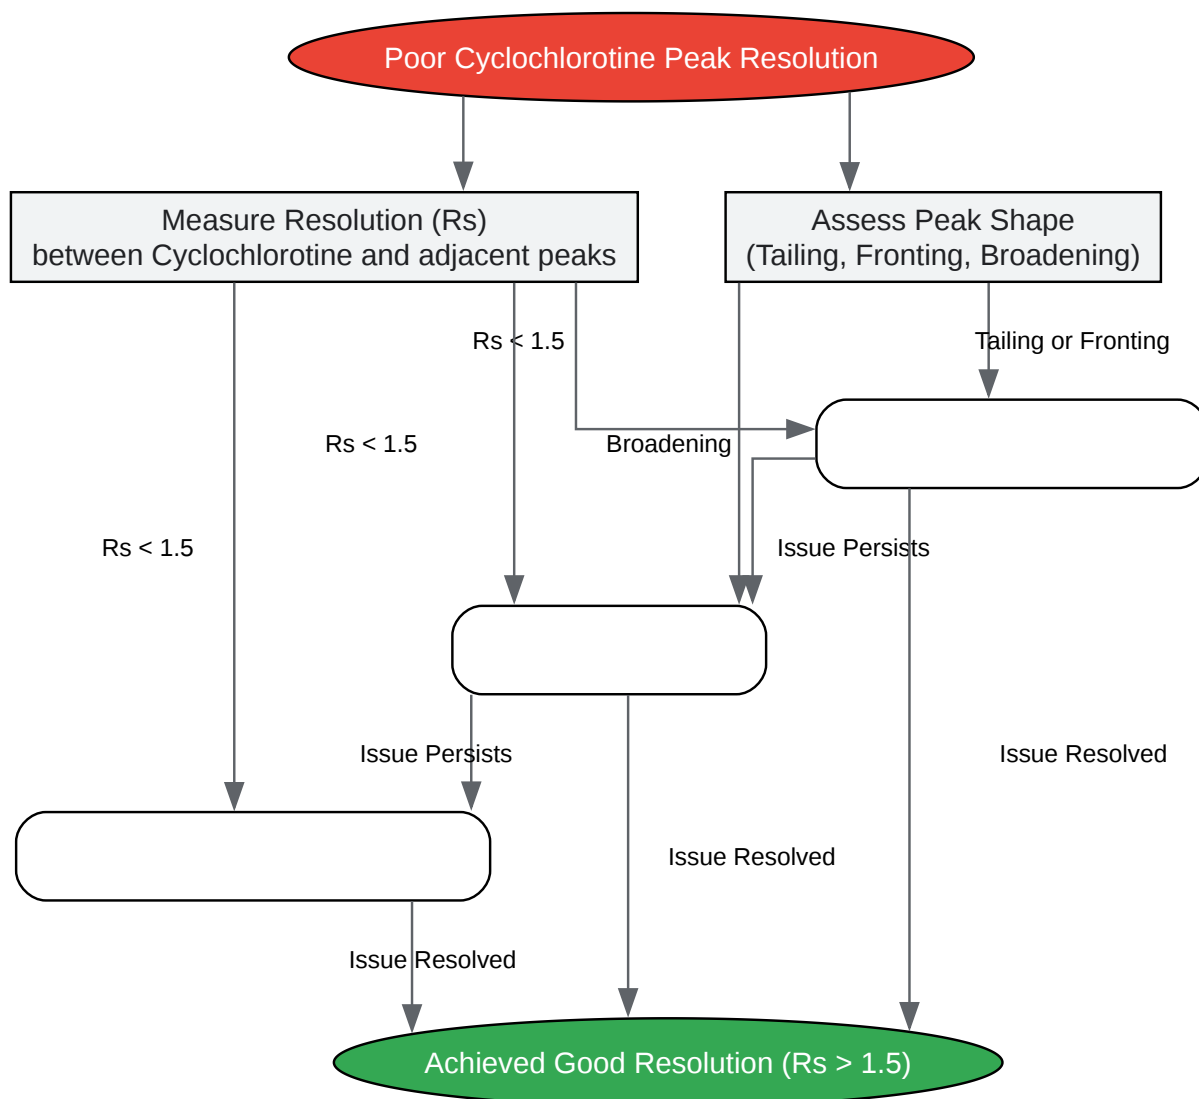 Poor Cyclochlorotine Peak Resolution
Measure Resolution (Rs)
between Cyclochlorotine and adjacent peaks
Assess Peak Shape
(Tailing, Fronting, Broadening)
Rs < 1.5
Tailing or Fronting
Rs < 1.5
Broadening
Rs < 1.5
Issue Persists
Issue Persists
Issue Resolved
Issue Resolved
Issue Resolved
Achieved Good Resolution (Rs > 1.5)